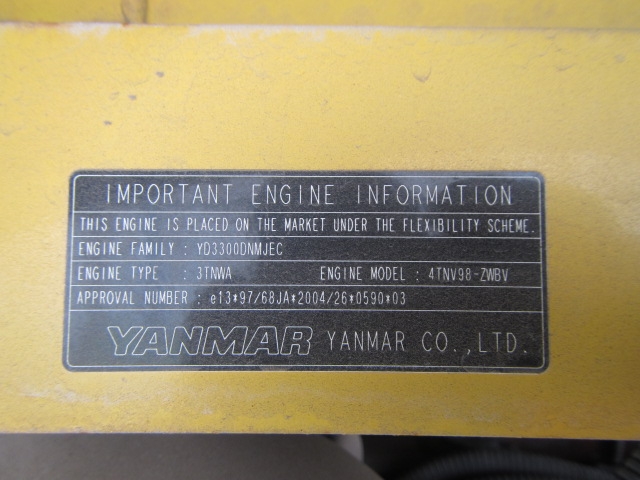 IMPORTANT ENGINE INFORMATION
THIS ENGINE IS PLACED ON THE MARKET UNDER THE FLEXIBILITY SCHEME.
ENGINE FAMILY : YD3300DNMJEC
ENGINE TYPE : 3TNWA ENGINE MODEL : 4TNV98-ZWBV
APPROVAL NUMBER : e13*97/68JA*2004/26*0590*03
YANMAR YANMAR CO.,LTD.